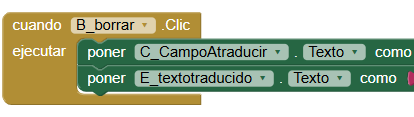 cuando B_borrar .Clic
ejecutar poner C_CampoAtraducir . Texto como
poner E_textotraducido . Texto como